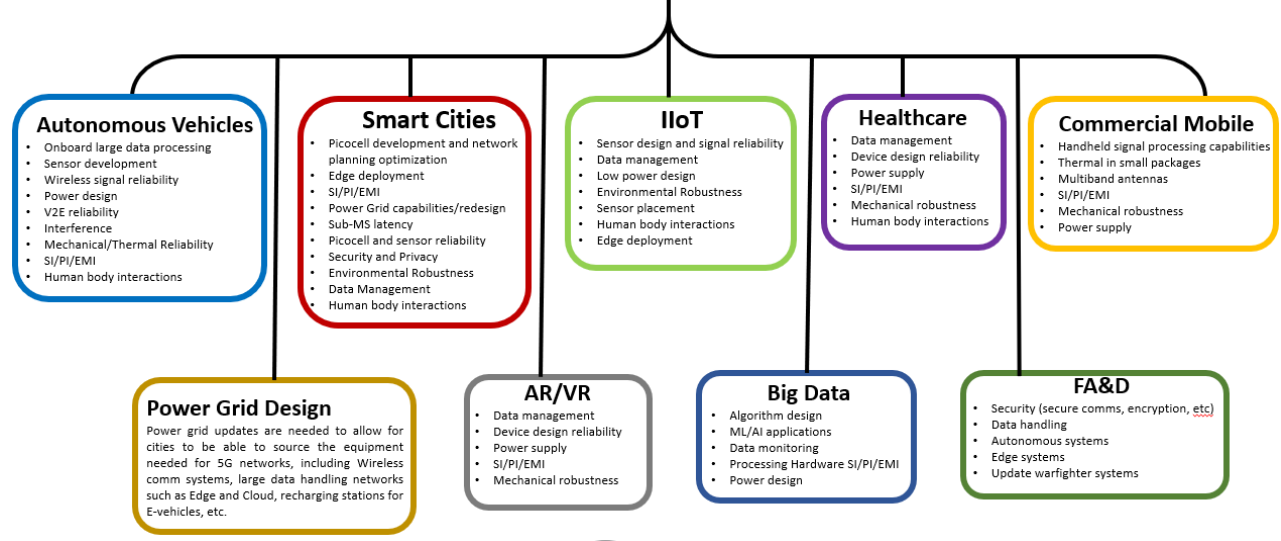 Autonomous Vehicles
• Onboard large data processing
• Sensor development
• Wireless signal reliability
• Power design
• V2E reliability
• Interference
• Mechanical/Thermal Reliability
• SI/PI/EMI
• Human body interactions
Smart Cities
• Picocell development and network
planning optimization
• Edge deployment
• SI/PI/EMI
• Power Grid capabilities/redesign
• Sub-MS latency
• Picocell and sensor reliability
• Security and Privacy
• Environmental Robustness
• Data Management
• Human body interactions
IIoT
• Sensor design and signal reliability
• Data management
• Low power design
• Environmental Robustness
• Sensor placement
• Human body interactions
• Edge deployment
Healthcare
• Data management
• Device design reliability
• Power supply
• SI/PI/EMI
• Mechanical robustness
• Human body interactions
Commercial Mobile
• Handheld signal processing capabilities
• Thermal in small packages
• Multiband antennas
• SI/PI/EMI
• Mechanical robustness
• Power supply
Power Grid Design
Power grid updates are needed to allow for
cities to be able to source the equipment
needed for 5G networks, including Wireless
comm systems, large data handling networks
such as Edge and Cloud, recharging stations for
E-vehicles, etc.
AR/VR
• Data management
• Device design reliability
• Power supply
• SI/PI/EMI
• Mechanical robustness
Big Data
• Algorithm design
• ML/AI applications
• Data monitoring
• Processing Hardware SI/PI/EMI
• Power design
FA&D
• Security (secure comms, encryption, etc)
• Data handling
• Autonomous systems
• Edge systems
• Update warfighter systems